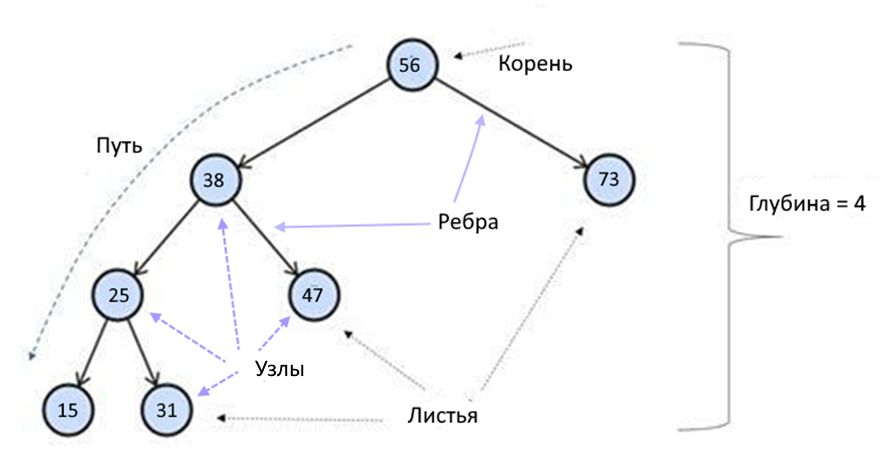 56
Корень
Путь
38
73
Глубина = 4
Ребра
25
47
Узлы
15
31
Листья